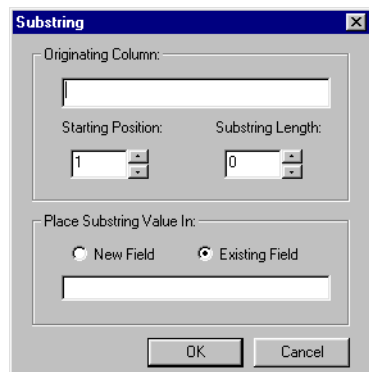 Substring
Originating Column:
Starting Position: Substring Length:
1 0
Place Substring Value In:
New Field Existing Field
OK Cancel